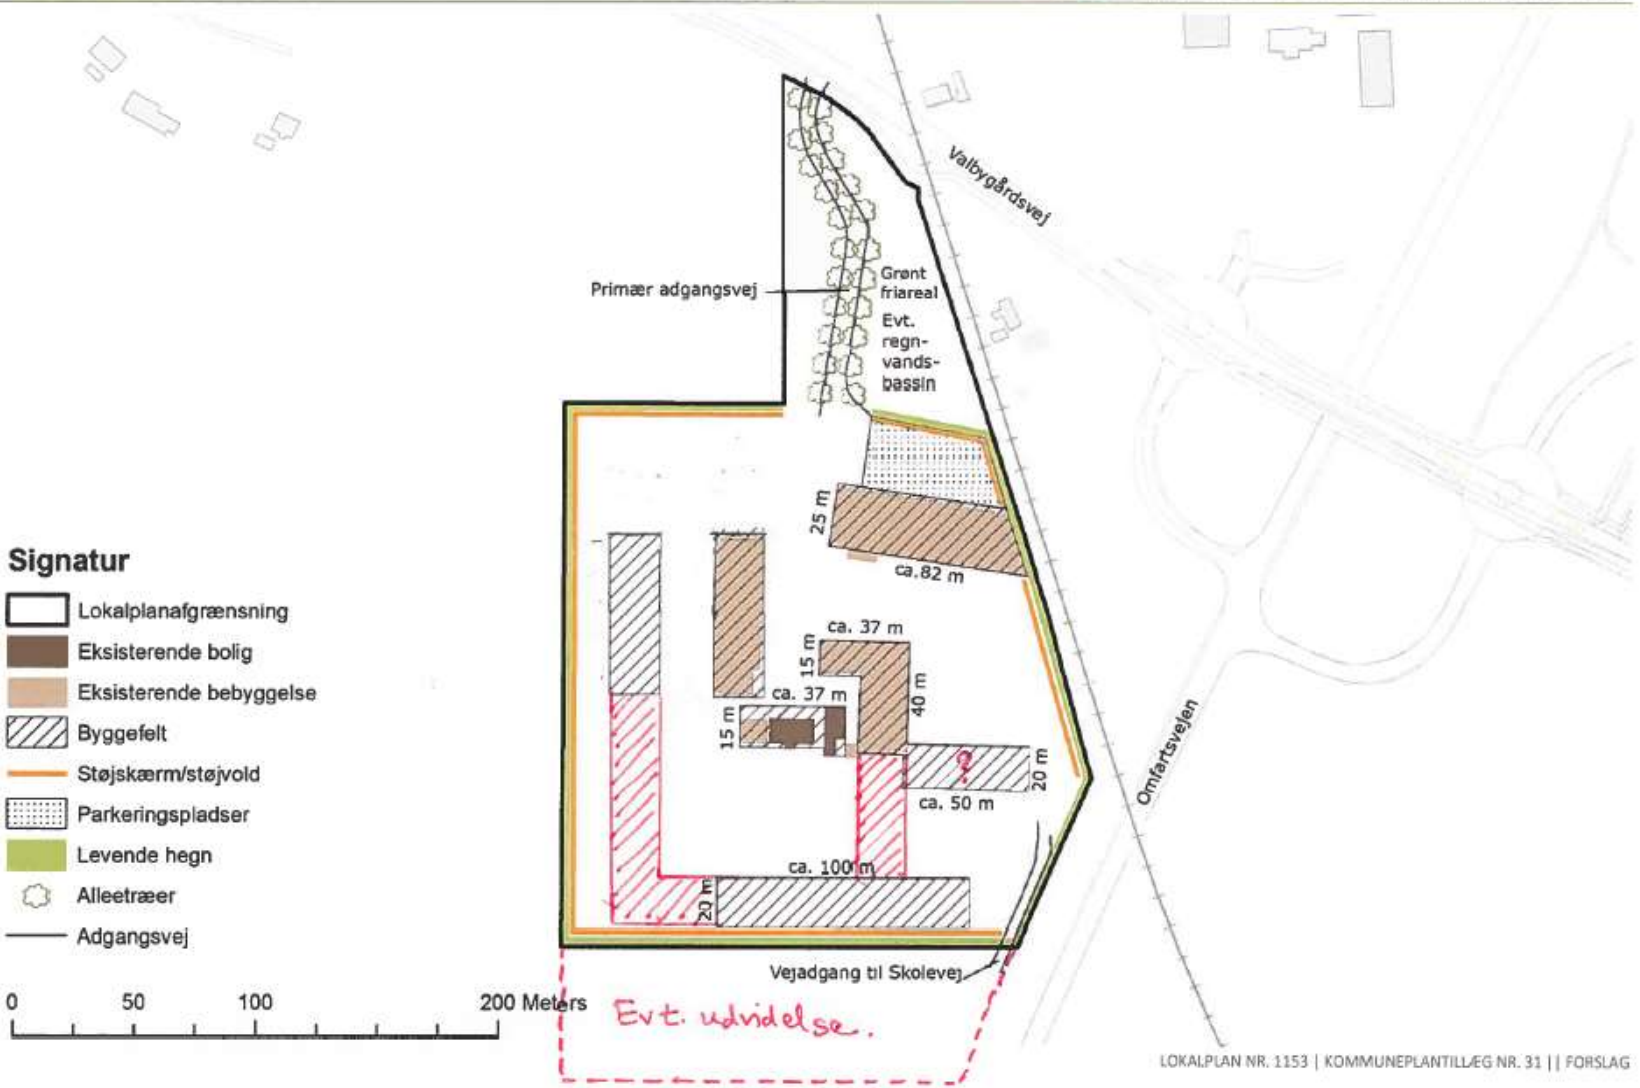 Valbygårdsvej
Primær adgangsvej
Grønt
friareal
Evt.
regn-
vands-
bassin
25 m
ca.82 m
Signatur
Lokalplanafgrænsning
Eksisterende bolig
Eksisterende bebyggelse
Byggefelt
Støjskærm/støjvold
Parkeringspladser
Levende hegn
Alleetræer
Adgangsvej
ca. 37 m
15 m
40 m
ca. 37 m
15 m
20 m
ca. 50 m
Omfartsvejen
ca. 100 m
20 m
Vejadgang til Skolevej
0 50 100 200 Meters
Evt. udvidelse.
LOKALPLAN NR. 1153 | KOMMUNEPLANTILLÆG NR. 31 || FORSLAG